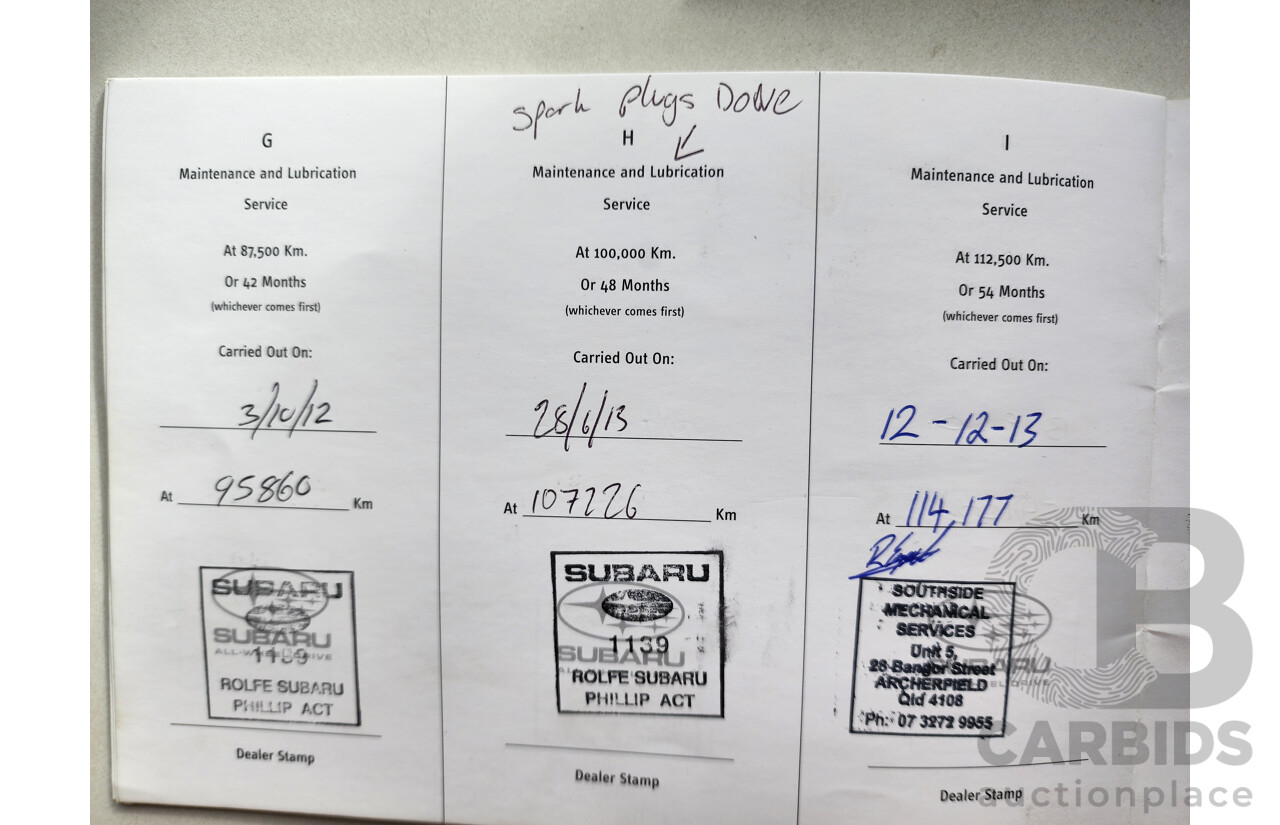 G
Maintenance and Lubrication
Service
At 87,500 Km.
Or 42 Months
(whichever comes first)
Carried Out On:
3/10/12
At 95860 Km
SUBARU
SUBARU
1139
ALL-WHEEL DRIVE
ROLFE SUBARU
PHILLIP ACT
Dealer Stamp
Spark Plugs DONE
H
Maintenance and Lubrication
Service
At 100,000 Km.
Or 48 Months
(whichever comes first)
Carried Out On:
28/6/13
At 107226 Km
SUBARU
1139
SUBARU
ROLFE SUBARU
PHILLIP ACT
Dealer Stamp
I
Maintenance and Lubrication
Service
At 112,500 Km.
Or 54 Months
(whichever comes first)
Carried Out On:
12-12-13
At 114,177 Km
SOUTHSIDE
MECHANICAL
SERVICES
Unit 5,
28 Bangor Street
ARCHERFIELD
Qld 4108
Ph: 07 3272 9955
SUBARU
Dealer Stamp
CB
CARBIDS
auctionplace